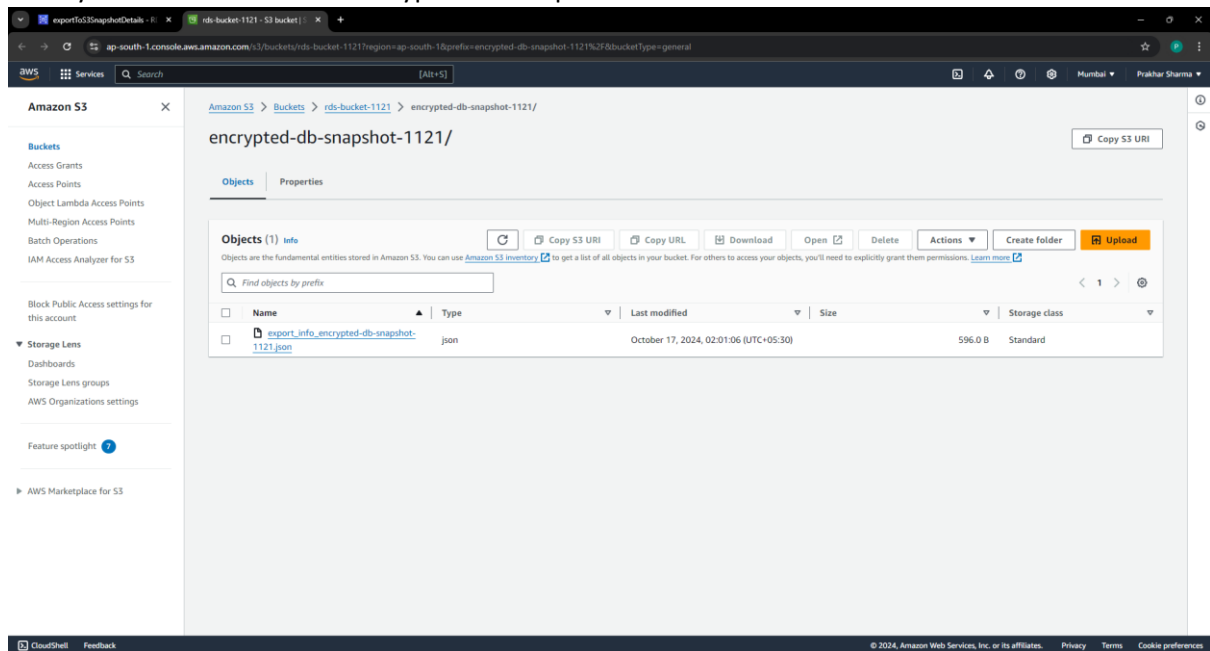 exportToS3SnapshotDetails - R
rds-bucket-1121 - S3 bucket | S
ap-south-1.console.aws.amazon.com/s3/buckets/rds-bucket-1121?region=ap-south-1&prefix=encrypted-db-snapshot-1121%2F&bucketType=general
aws Services Search [Alt+S] Mumbai ▼ Prakhar Sharma ▼
Amazon S3
Amazon S3 > Buckets > rds-bucket-1121 > encrypted-db-snapshot-1121/
encrypted-db-snapshot-1121/
Copy S3 URI
Buckets
Access Grants
Access Points
Object Lambda Access Points
Multi-Region Access Points
Batch Operations
IAM Access Analyzer for S3
Block Public Access settings for
this account
▼ Storage Lens
Dashboards
Storage Lens groups
AWS Organizations settings
Feature spotlight 7
▶ AWS Marketplace for S3
Objects Properties
Objects (1) Info
Copy S3 URI Copy URL Download Open Delete Actions ▼ Create folder Upload
Objects are the fundamental entities stored in Amazon S3. You can use Amazon S3 inventory to get a list of all objects in your bucket. For others to access your objects, you'll need to explicitly grant them permissions. Learn more
Find objects by prefix
< 1 >
Name Type Last modified Size Storage class
export_info_encrypted-db-snapshot-
1121.json
json October 17, 2024, 02:01:06 (UTC+05:30) 596.0 B Standard
CloudShell Feedback © 2024, Amazon Web Services, Inc. or its affiliates. Privacy Terms Cookie preferences